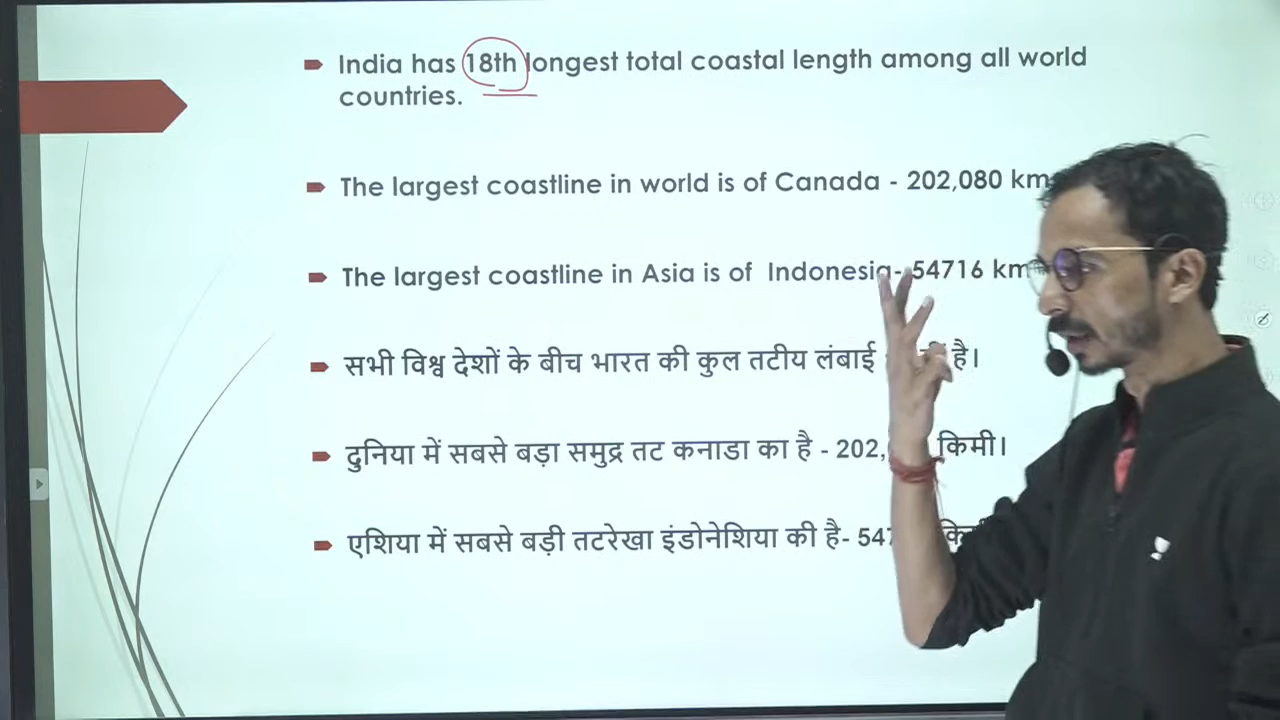 India has 18th longest total coastal length among all world
countries.
The largest coastline in world is of Canada - 202,080 km
The largest coastline in Asia is of Indonesia- 54716 km
सभी विश्व देशों के बीच भारत की कुल तटीय लंबाई है।
दुनिया में सबसे बड़ा समुद्र तट कनाडा का है - 202, किमी।
एशिया में सबसे बड़ी तटरेखा इंडोनेशिया की है-